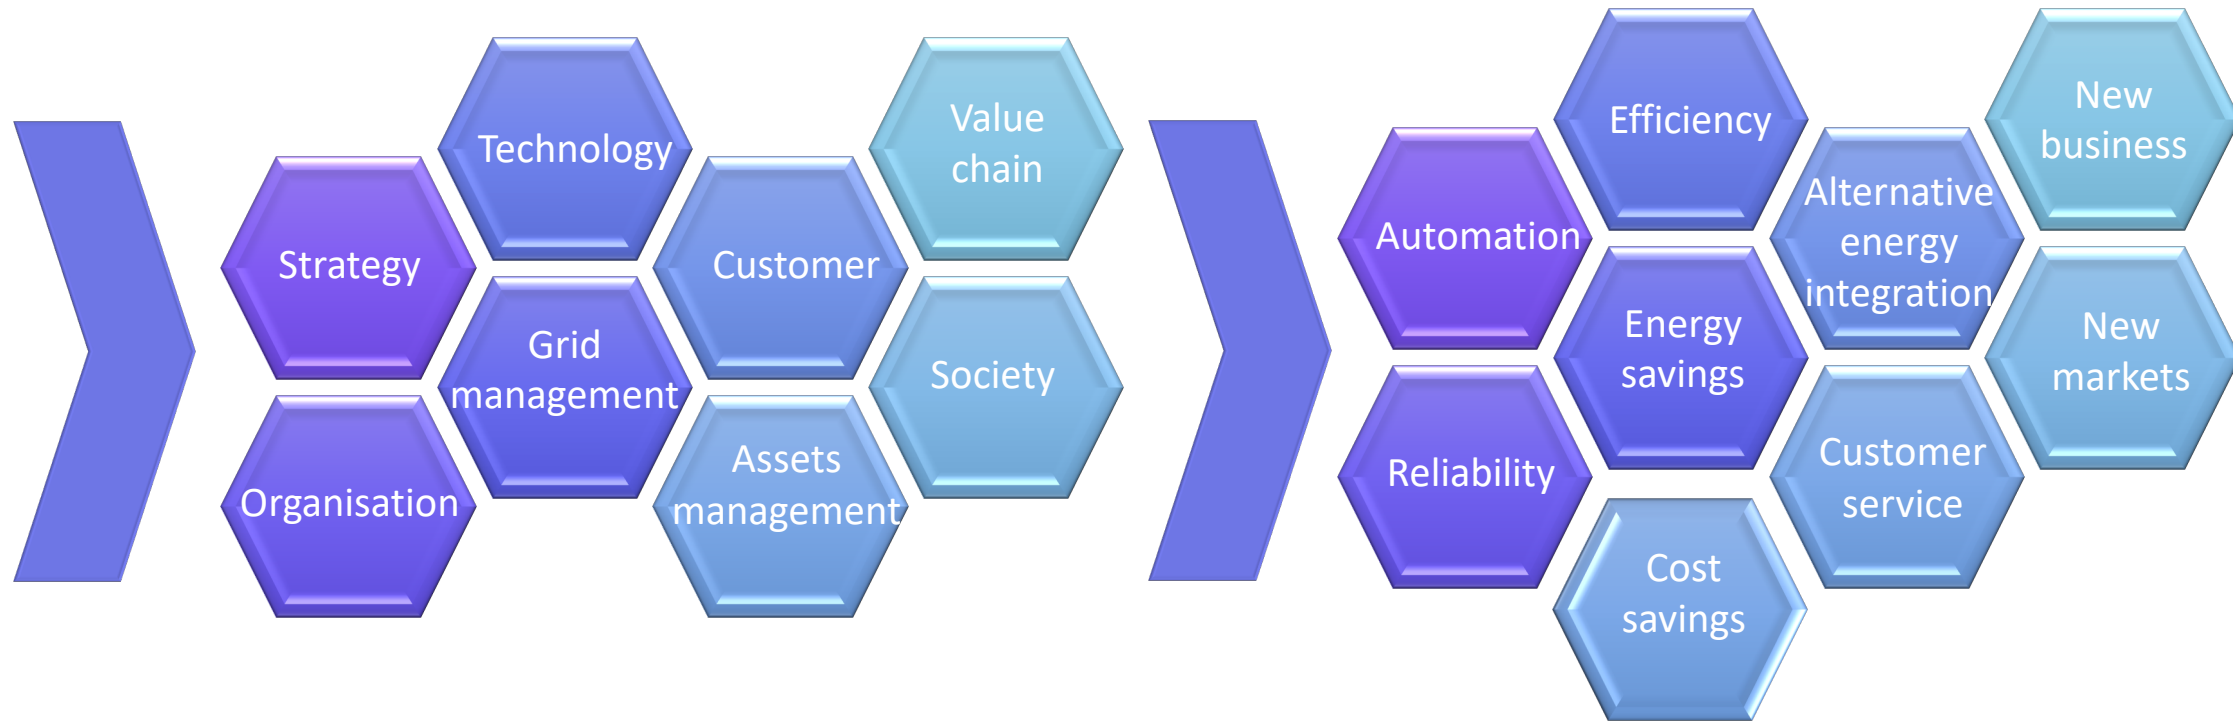 Strategy
Organisation
Technology
Grid
management
Customer
Assets
management
Value
chain
Society
Automation
Reliability
Efficiency
Energy
savings
Cost
savings
Alternative
energy
integration
Customer
service
New
business
New
markets